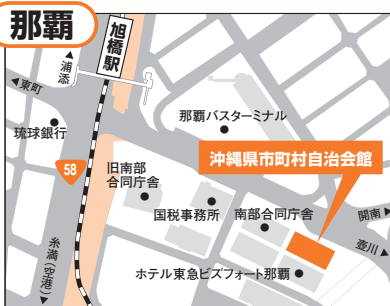 那覇
旭橋駅
▲浦添
◀東町
琉球銀行
那覇バスターミナル
58
旧南部
合同庁舎
沖縄県市町村自治会館
国税事務所
南部合同庁舎
開南▶
壺川▶
糸満(空港)▼
ホテル東急ビズフォート那覇